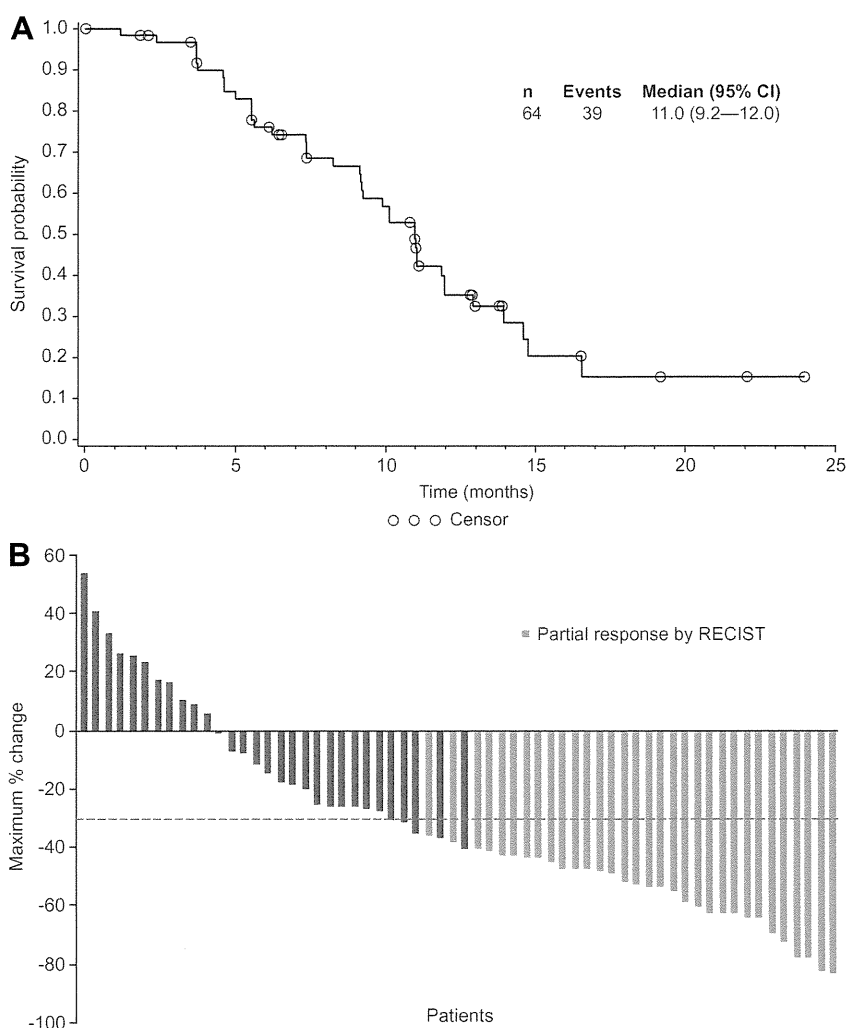 A
1.0
0.9
0.8
0.7
0.6
0.5
0.4
0.3
0.2
0.1
0.0
Survival probability
n Events Median (95% CI)
64 39 11.0 (9.2—12.0)
0 5 10 15 20 25
Time (months)
Censor
B
60
40
20
0
-20
-40
-60
-80
-100
Maximum % change
Partial response by RECIST
Patients